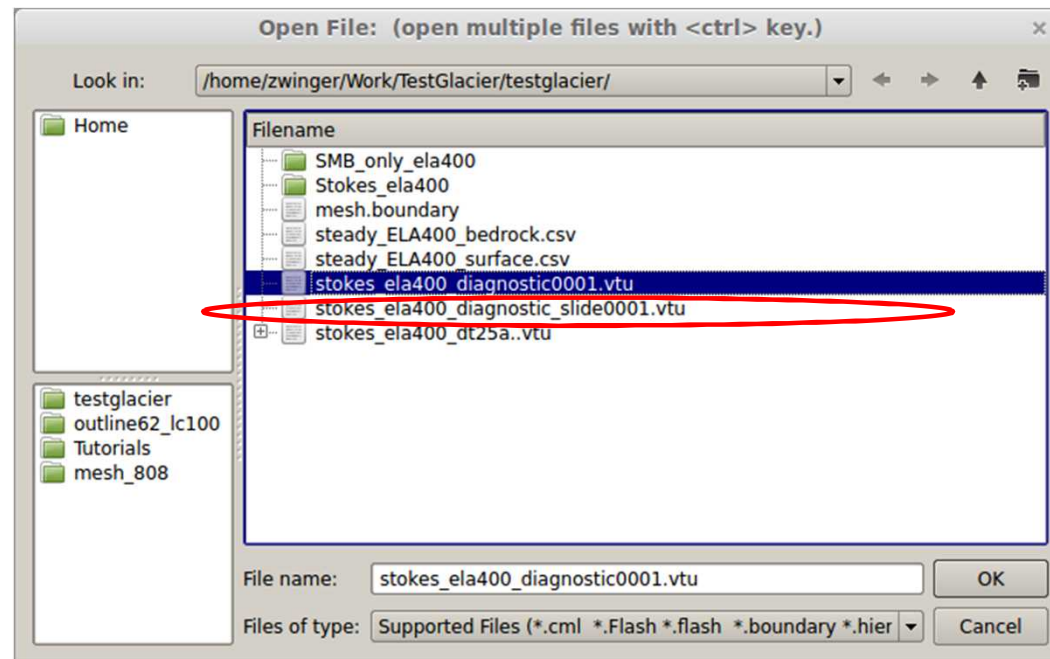 Open File: (open multiple files with <ctrl> key.)
Look in: /home/zwinger/Work/TestGlacier/testglacier/
Home
Filename
SMB_only_ela400
Stokes_ela400
mesh.boundary
steady_ELA400_bedrock.csv
steady_ELA400_surface.csv
stokes_ela400_diagnostic0001.vtu
stokes_ela400_diagnostic_slide0001.vtu
stokes_ela400_dt25a..vtu
testglacier
outline62_lc100
Tutorials
mesh_808
File name: stokes_ela400_diagnostic0001.vtu OK
Files of type: Supported Files (*.cml *.Flash *.flash *.boundary *.hier Cancel